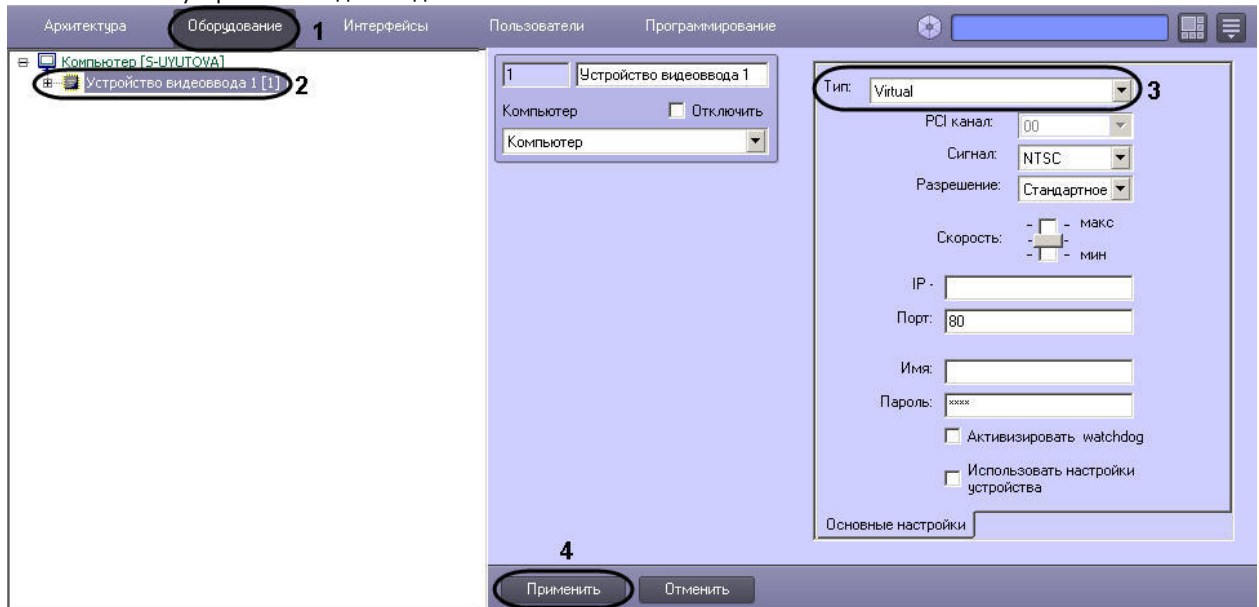 Архитектура Оборудование 1 Интерфейсы Пользователи Программирование
Компьютер [S-UYUTOVA]
Устройство видеоввода 1 [1] 2
1 Устройство видеоввода 1
Компьютер Отключить
Компьютер
Тип: Virtual 3
PCI канал: 00
Сигнал: NTSC
Разрешение: Стандартное
Скорость: макс
мин
IP -
Порт: 80
Имя:
Пароль: ××××
Активизировать watchdog
Использовать настройки
устройства
Основные настройки
4
Применить Отменить